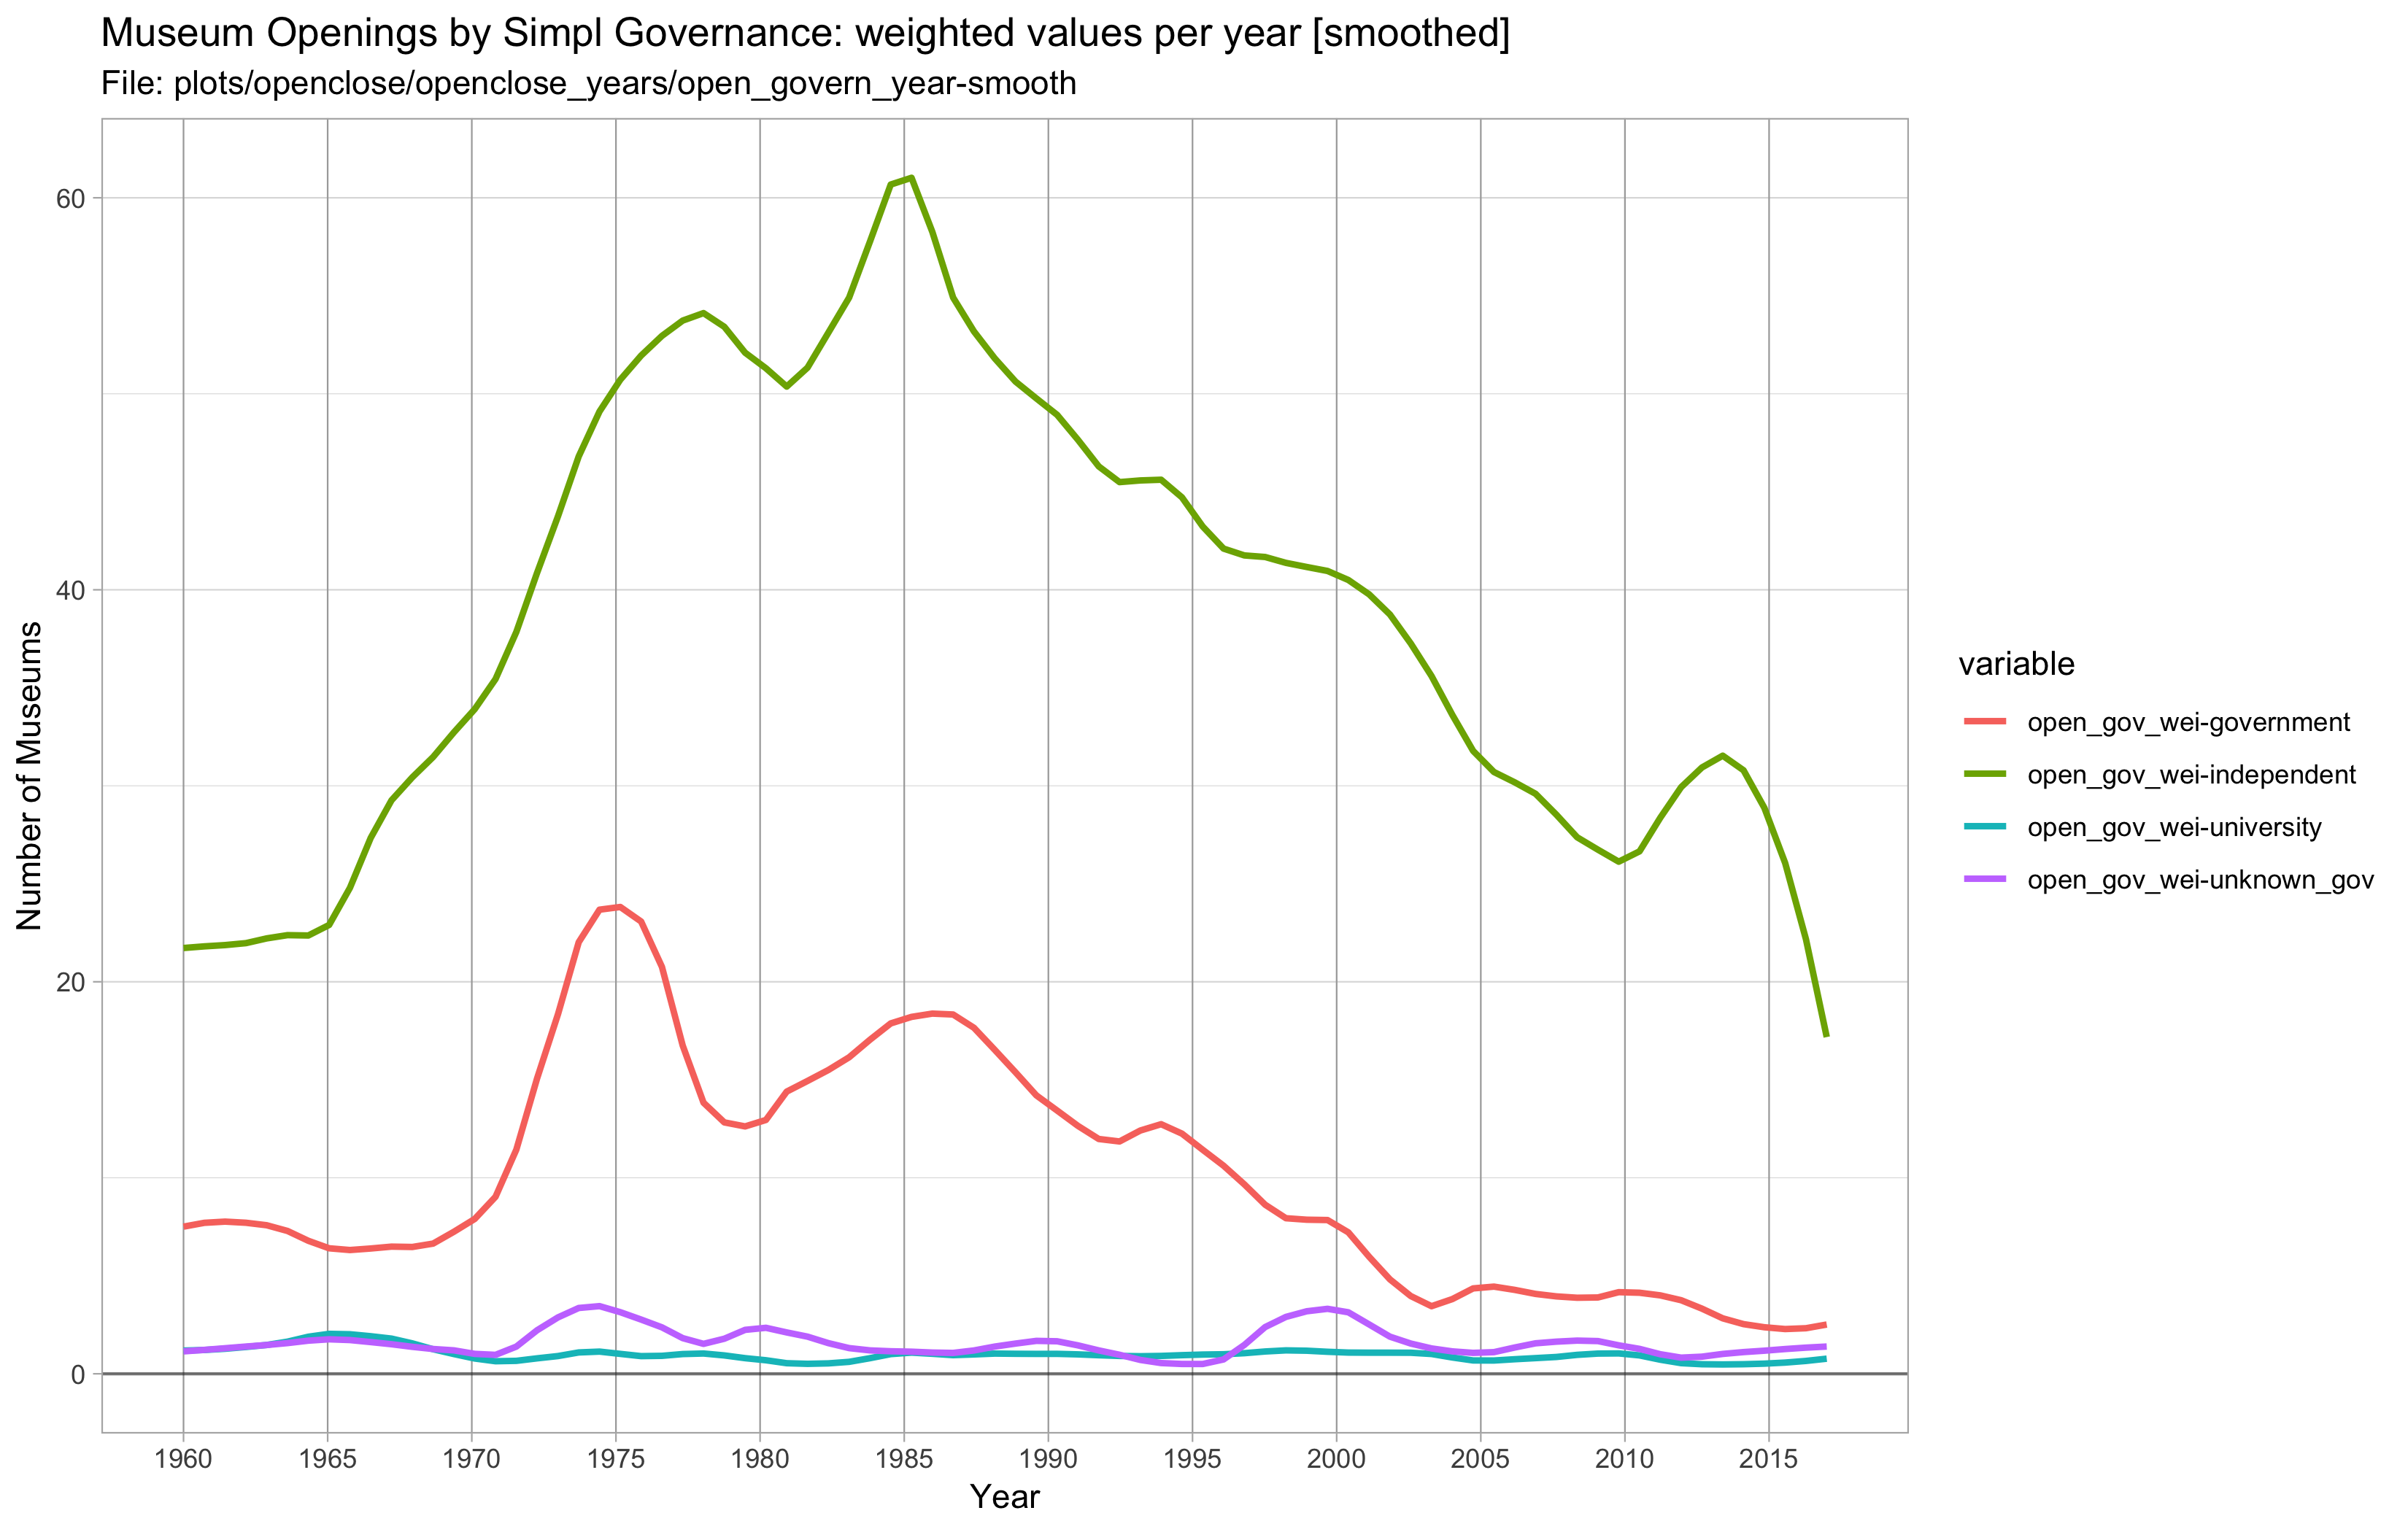 Museum Openings by Simpl Governance: weighted values per year [smoothed]
File: plots/openclose/openclose_years/open_govern_year-smooth
60
40
20
0
Number of Museums
1960 1965 1970 1975 1980 1985 1990 1995 2000 2005 2010 2015
Year
variable
open_gov_wei-government
open_gov_wei-independent
open_gov_wei-university
open_gov_wei-unknown_gov